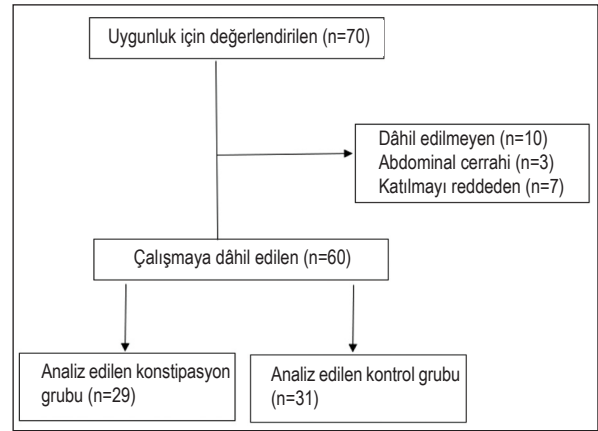 Uygunluk için değerlendirilen (n=70)
Dâhil edilmeyen (n=10)
Abdominal cerrahi (n=3)
Katılmayı reddeden (n=7)
Çalışmaya dâhil edilen (n=60)
Analiz edilen konstipasyon
grubu (n=29)
Analiz edilen kontrol grubu
(n=31)